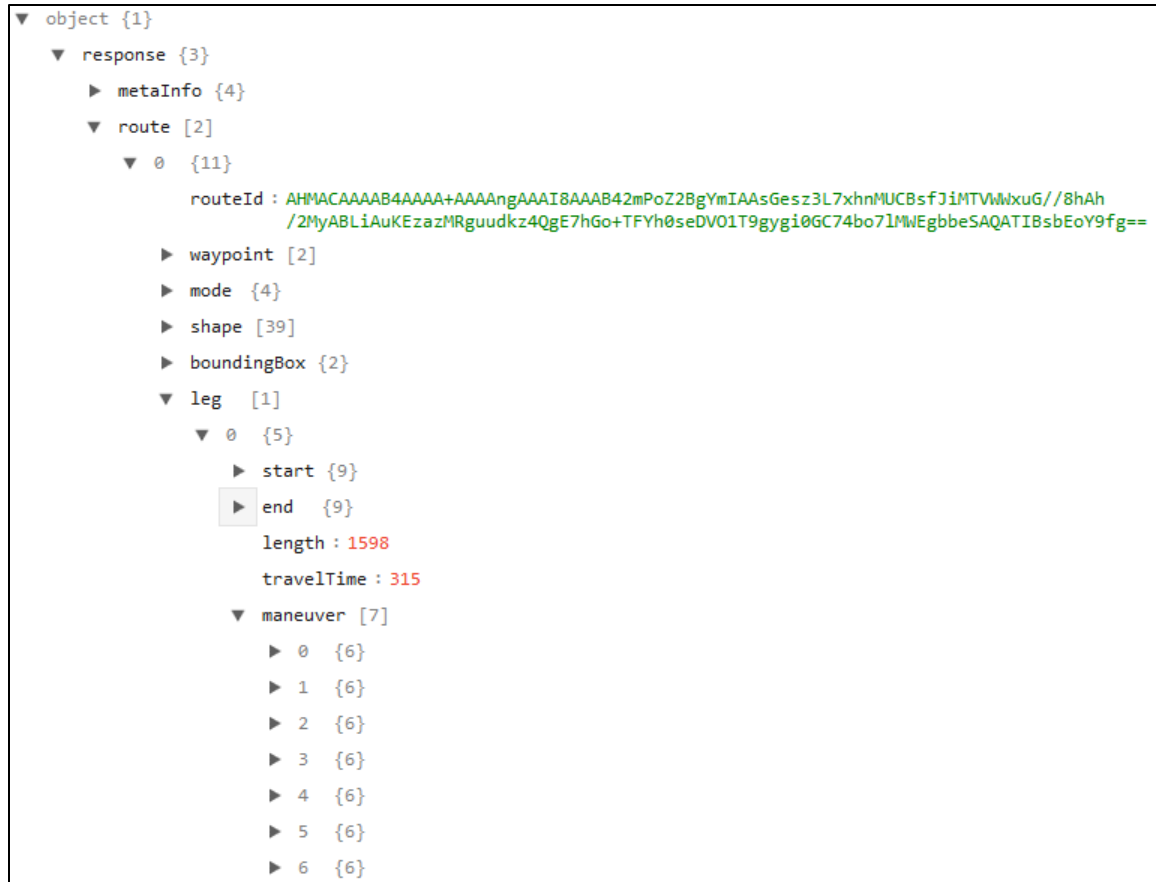 ▼ object {1}
▼ response {3}
► metaInfo {4}
▼ route [2]
▼ 0 {11}
routeId : AHMACAAAAB4AAAA+AAAAngAAAI8AAAB42mPoZ2BgYmIAAsGesz3L7xhnMUCBsfJiMTVWWxuG//8hAh
/2MyABLiAuKEzazMRguudkz4QgE7hGo+TFYh0seDVO1T9gygi0GC74bo7lMWEgbbeSAQATIBsbEoY9fg==
► waypoint [2]
► mode {4}
► shape [39]
► boundingBox {2}
▼ leg [1]
▼ 0 {5}
► start {9}
► end {9}
length : 1598
travelTime : 315
▼ maneuver [7]
► 0 {6}
► 1 {6}
► 2 {6}
► 3 {6}
► 4 {6}
► 5 {6}
► 6 {6}